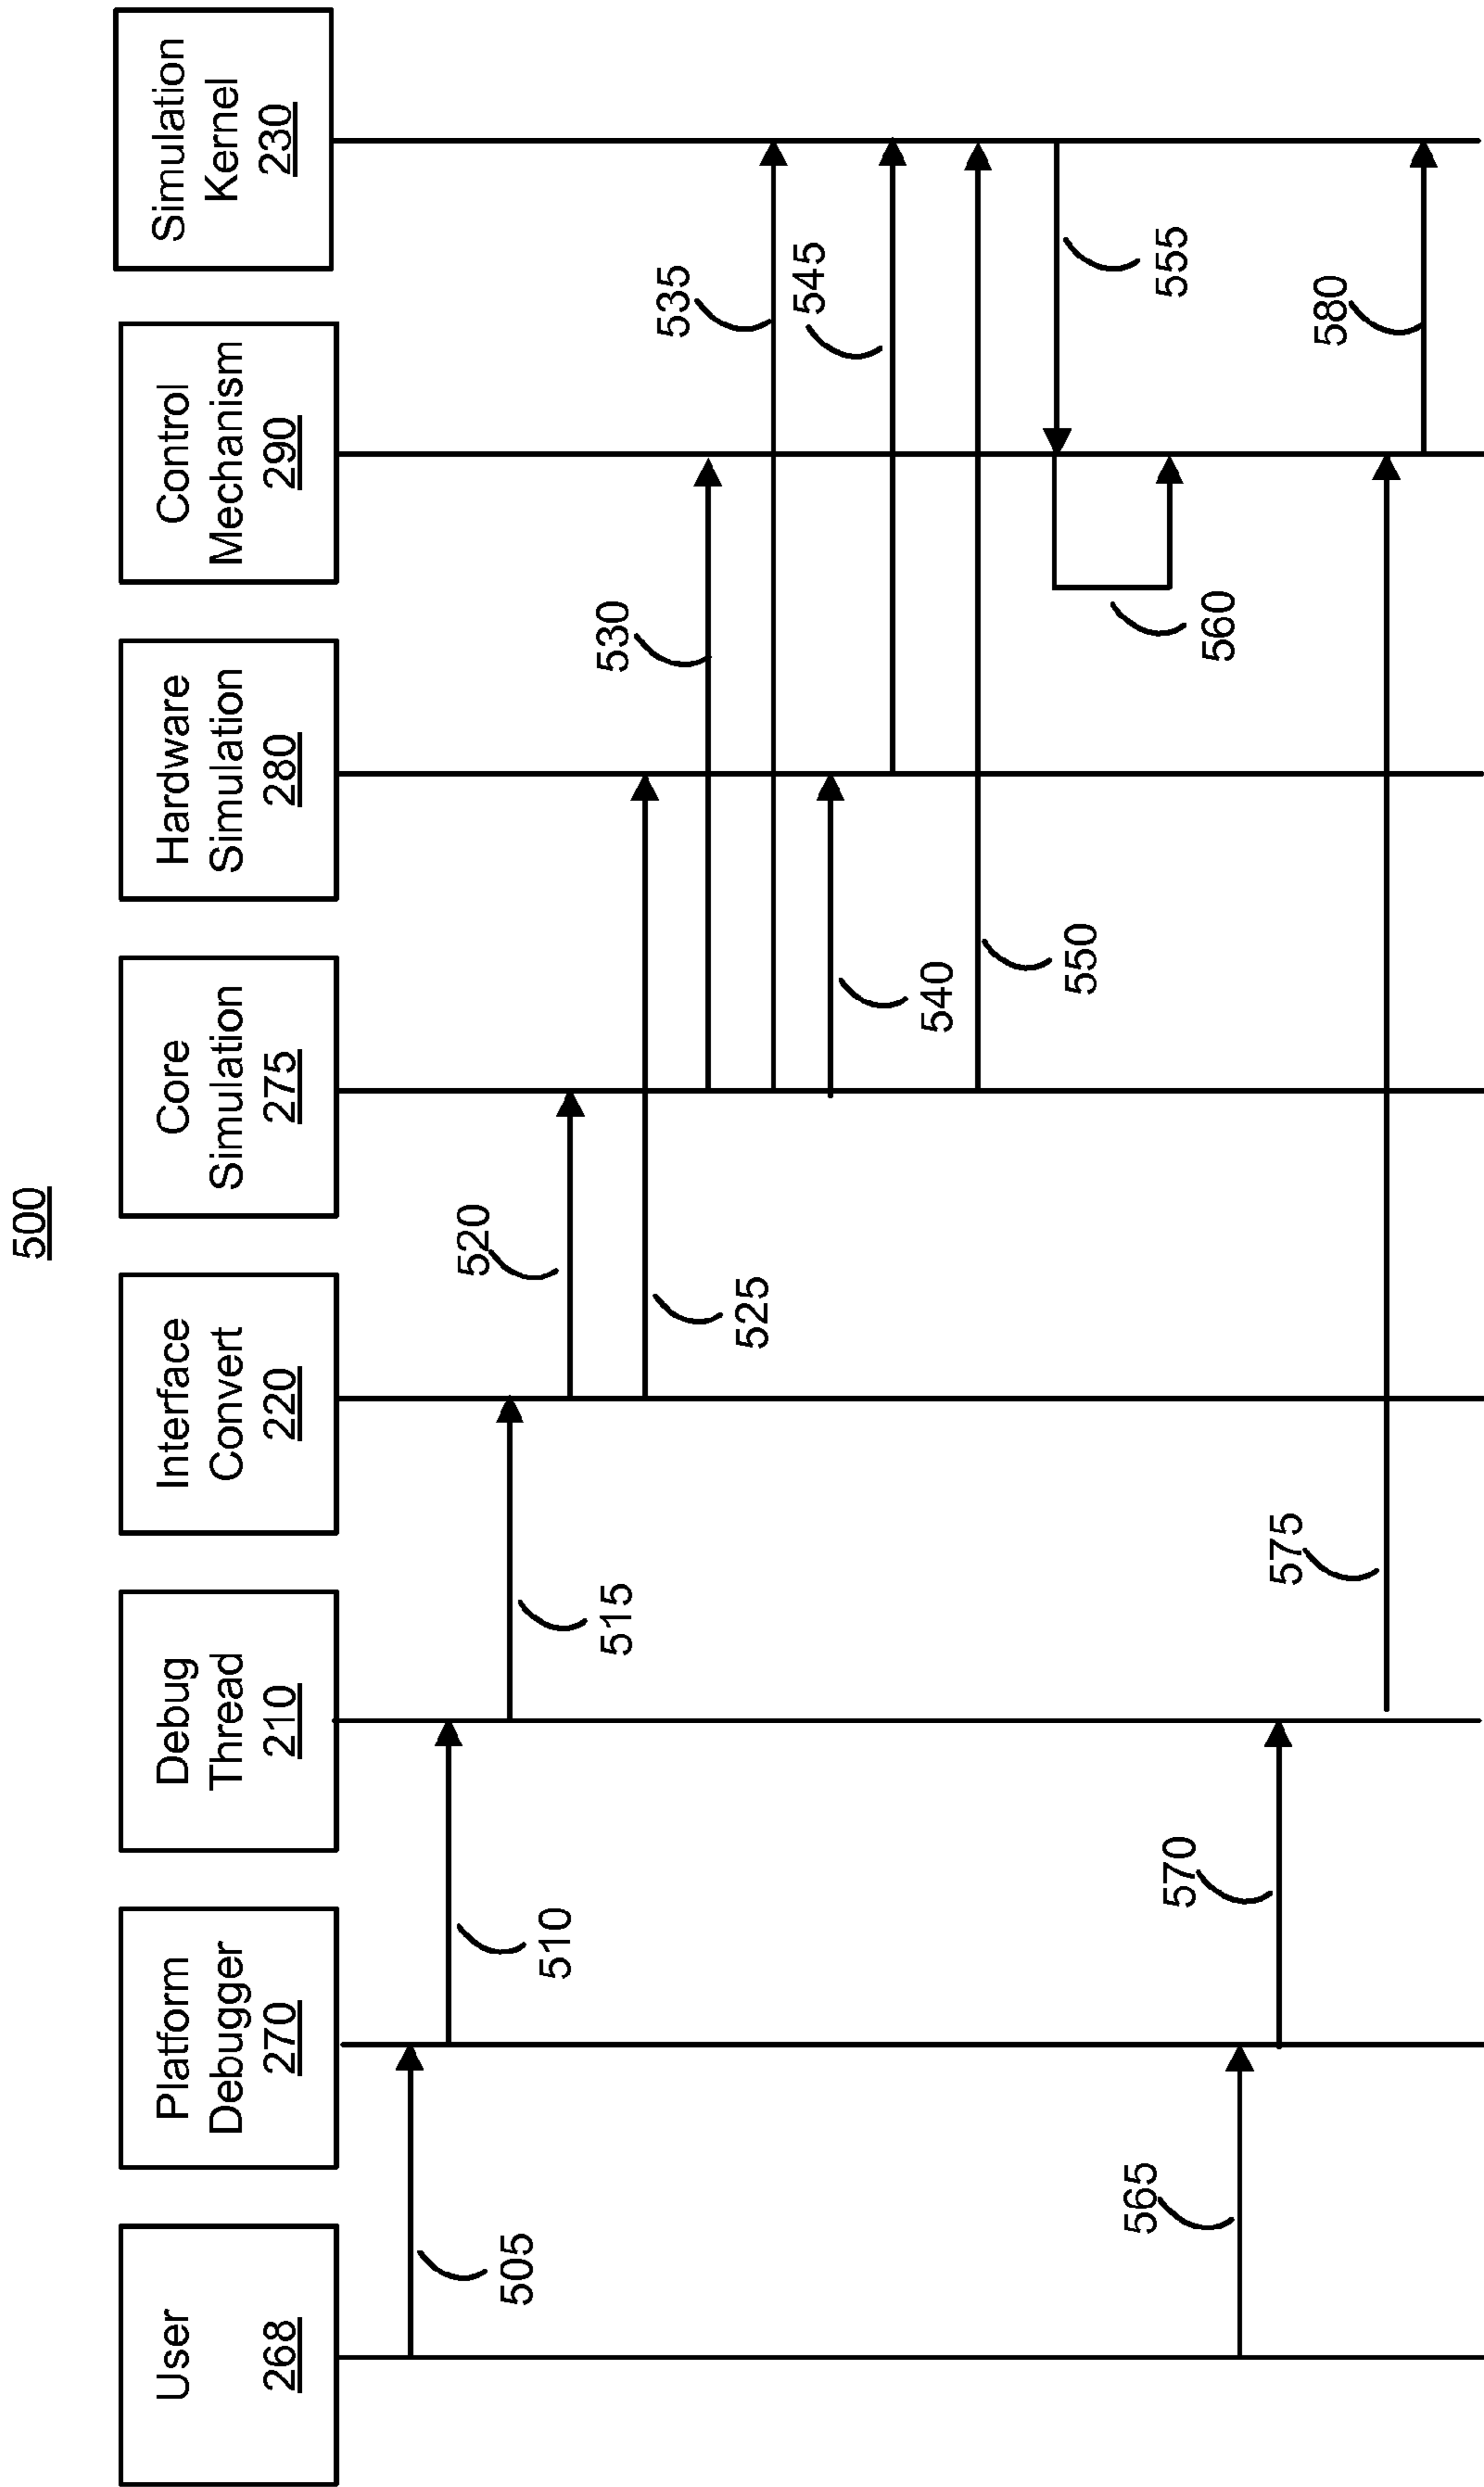 500
User
268
Platform
Debugger
270
Debug
Thread
210
Interface
Convert
220
Core
Simulation
275
Hardware
Simulation
280
Control
Mechanism
290
Simulation
Kernel
230
505
510
515
520
525
530
535
540
545
550
555
560
565
570
575
580